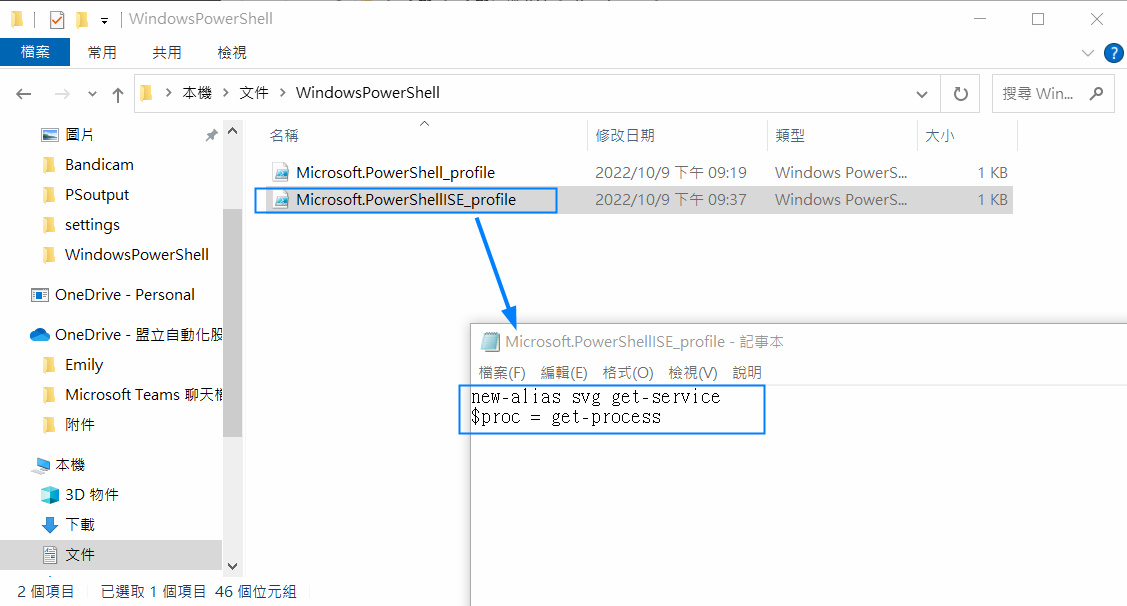 WindowsPowerShell
檔案 常用 共用 檢視
本機 文件 WindowsPowerShell 搜尋 Win...
圖片
Bandicam
PSoutput
settings
WindowsPowerShell
OneDrive - Personal
OneDrive - 盟立自動化股
Emily
Microsoft Teams 聊天檔
附件
本機
3D 物件
下載
文件
名稱 修改日期 類型 大小
Microsoft.PowerShell_profile 2022/10/9 下午 09:19 Windows PowerS... 1 KB
Microsoft.PowerShellISE_profile 2022/10/9 下午 09:37 Windows PowerS... 1 KB
Microsoft.PowerShellISE_profile - 記事本
檔案(F) 編輯(E) 格式(O) 檢視(V) 說明
new-alias svg get-service
$proc = get-process
2 個項目 已選取 1 個項目 46 個位元組